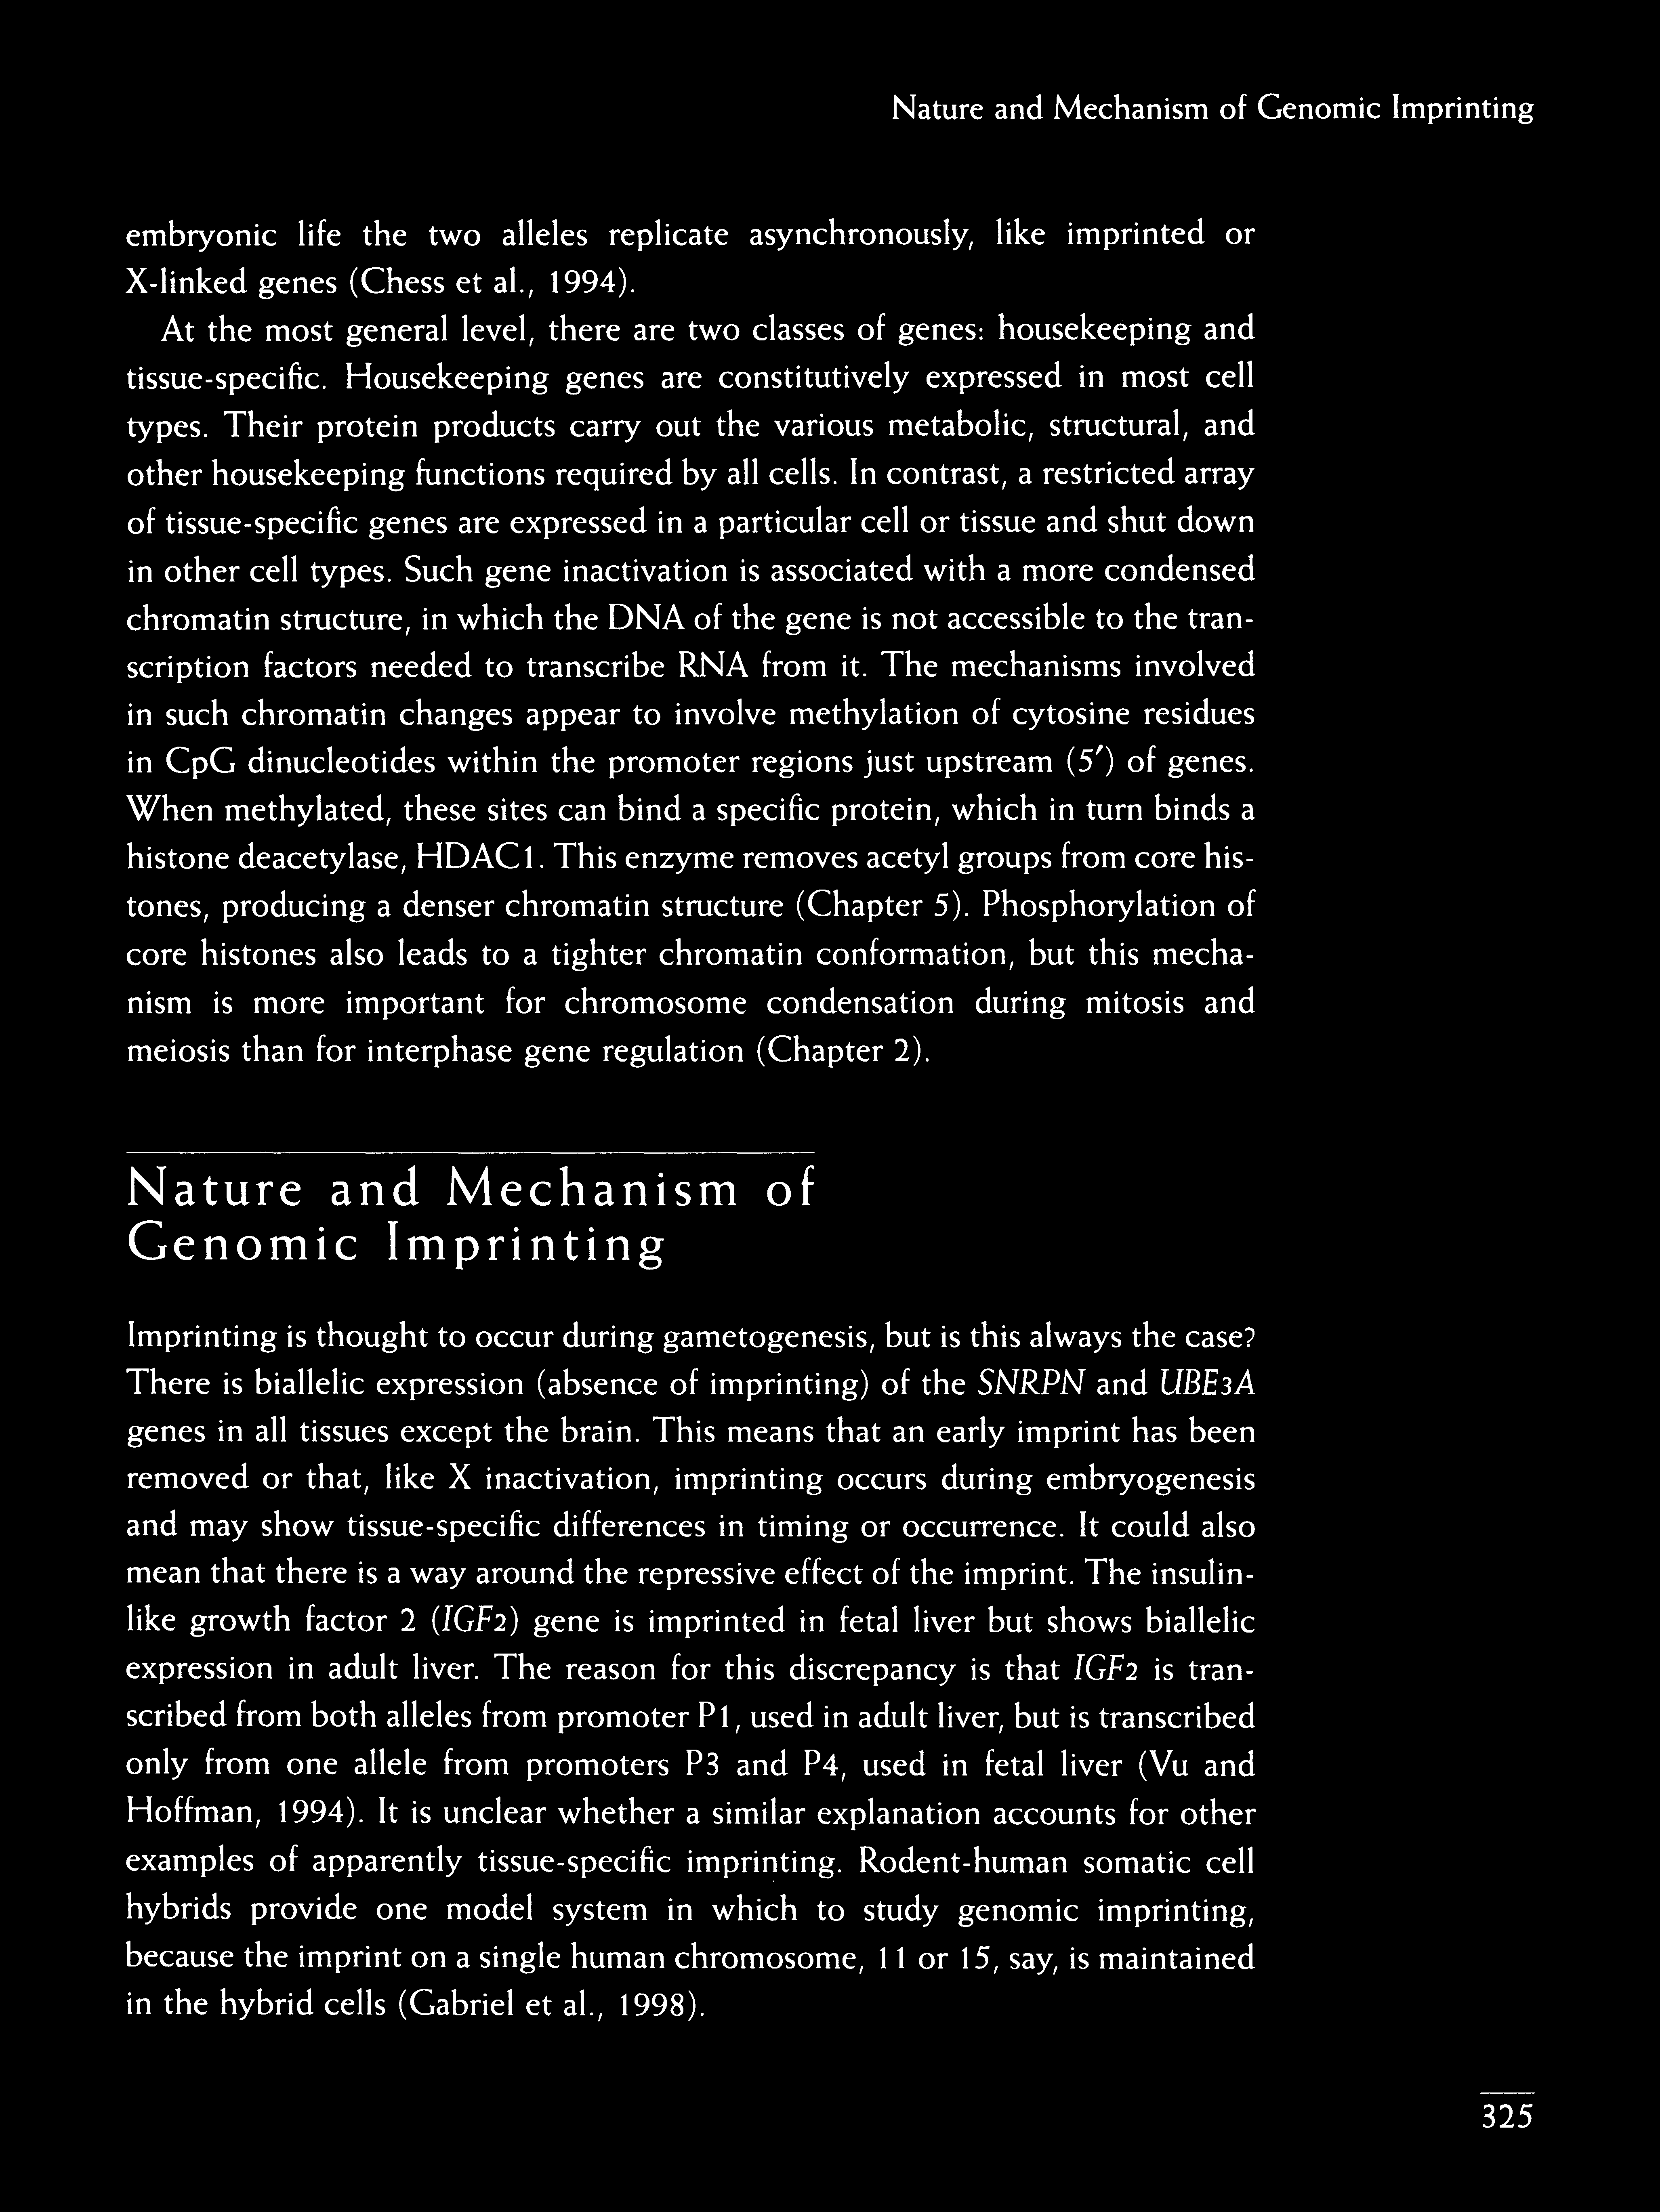 Nature and Mechanism of Genomic Imprinting
embryonic life the two alleles replicate asynchronously, like imprinted or
X-linked genes (Chess et al., 1994).
At the most general level, there are two classes of genes: housekeeping and
tissue-specific. Housekeeping genes are constitutively expressed in most cell
types. Their protein products carry out the various metabolic, structural, and
other housekeeping functions required by all cells. In contrast, a restricted array
of tissue-specific genes are expressed in a particular cell or tissue and shut down
in other cell types. Such gene inactivation is associated with a more condensed
chromatin structure, in which the DNA of the gene is not accessible to the tran-
scription factors needed to transcribe RNA from it. The mechanisms involved
in such chromatin changes appear to involve methylation of cytosine residues
in CpG dinucleotides within the promoter regions just upstream (5′) of genes.
When methylated, these sites can bind a specific protein, which in turn binds a
histone deacetylase, HDAC1. This enzyme removes acetyl groups from core his-
tones, producing a denser chromatin structure (Chapter 5). Phosphorylation of
core histones also leads to a tighter chromatin conformation, but this mecha-
nism is more important for chromosome condensation during mitosis and
meiosis than for interphase gene regulation (Chapter 2).
Nature and Mechanism of
Genomic Imprinting
Imprinting is thought to occur during gametogenesis, but is this always the case?
There is biallelic expression (absence of imprinting) of the SNRPN and UBE3A
genes in all tissues except the brain. This means that an early imprint has been
removed or that, like X inactivation, imprinting occurs during embryogenesis
and may show tissue-specific differences in timing or occurrence. It could also
mean that there is a way around the repressive effect of the imprint. The insulin-
like growth factor 2 (IGF2) gene is imprinted in fetal liver but shows biallelic
expression in adult liver. The reason for this discrepancy is that IGF2 is tran-
scribed from both alleles from promoter P1, used in adult liver, but is transcribed
only from one allele from promoters P3 and P4, used in fetal liver (Vu and
Hoffman, 1994). It is unclear whether a similar explanation accounts for other
examples of apparently tissue-specific imprinting. Rodent-human somatic cell
hybrids provide one model system in which to study genomic imprinting,
because the imprint on a single human chromosome, 11 or 15, say, is maintained
in the hybrid cells (Gabriel et al., 1998).
325